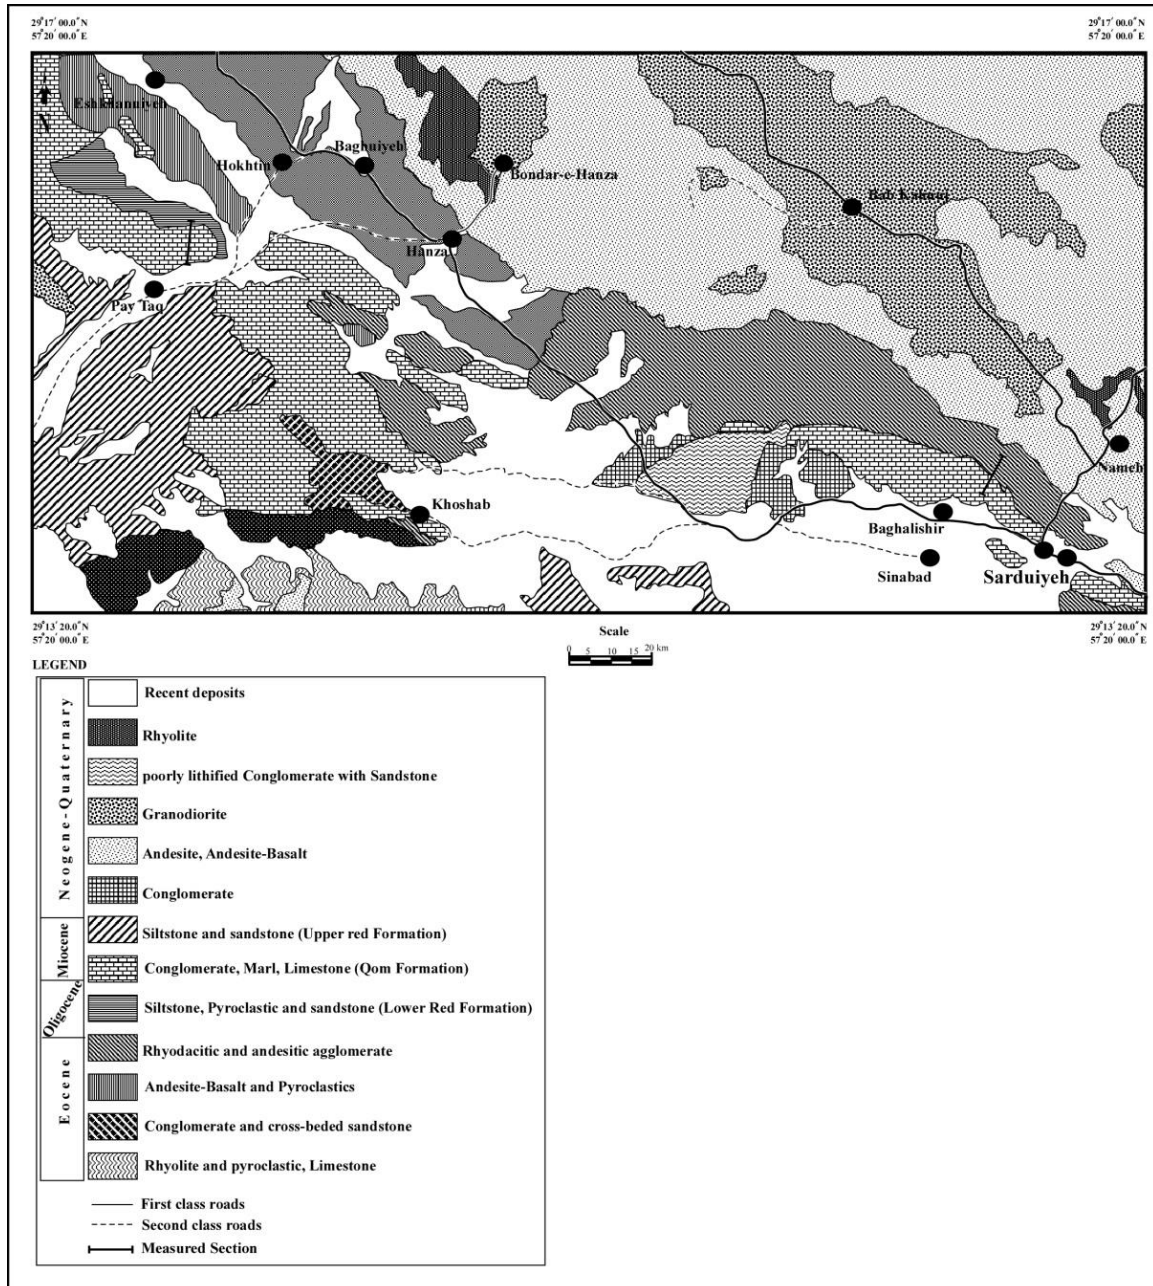 29° 17′ 00.0″ N
57° 20′ 00.0″ E
29° 17′ 00.0″ N
57° 20′ 00.0″ E
N
Eshkhanuiyeh
Hokhtin
Baghuiyeh
Bondar-e-Hanza
Bab Kahnuj
Hanza
Pay Taq
Nameh
Khoshab
Baghalishir
Sinabad
Sarduiyeh
29° 13′ 20.0″ N
57° 20′ 00.0″ E
29° 13′ 20.0″ N
57° 20′ 00.0″ E
Scale
0 5 10 15 20 km
LEGEND
Neogene-Quaternary
Recent deposits
Rhyolite
poorly lithified Conglomerate with Sandstone
Granodiorite
Andesite, Andesite-Basalt
Conglomerate
Miocene
Siltstone and sandstone (Upper red Formation)
Conglomerate, Marl, Limestone (Qom Formation)
Oligocene
Siltstone, Pyroclastic and sandstone (Lower Red Formation)
Eocene
Rhyodacitic and andesitic agglomerate
Andesite-Basalt and Pyroclastics
Conglomerate and cross-beded sandstone
Rhyolite and pyroclastic, Limestone
First class roads
Second class roads
Measured Section